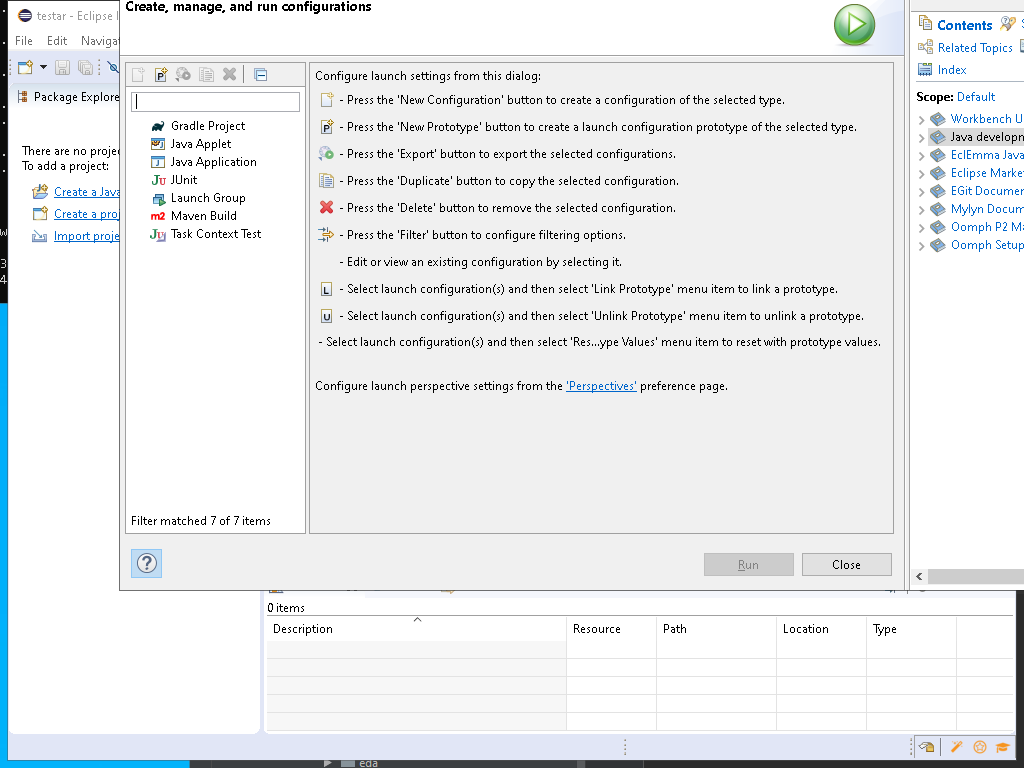 Create, manage, and run configurations
testar - Eclipse I
File Edit Navigat
Package Explore
There are no projec
To add a project:
Create a Java
Create a proj
Import proje
Gradle Project
Java Applet
Java Application
JUnit
Launch Group
Maven Build
Task Context Test
Filter matched 7 of 7 items
Configure launch settings from this dialog:
- Press the 'New Configuration' button to create a configuration of the selected type.
- Press the 'New Prototype' button to create a launch configuration prototype of the selected type.
- Press the 'Export' button to export the selected configurations.
- Press the 'Duplicate' button to copy the selected configuration.
- Press the 'Delete' button to remove the selected configuration.
- Press the 'Filter' button to configure filtering options.
- Edit or view an existing configuration by selecting it.
- Select launch configuration(s) and then select 'Link Prototype' menu item to link a prototype.
- Select launch configuration(s) and then select 'Unlink Prototype' menu item to unlink a prototype.
- Select launch configuration(s) and then select 'Res...ype Values' menu item to reset with prototype values.
Configure launch perspective settings from the 'Perspectives' preference page.
Run Close
Contents
Related Topics
Index
Scope: Default
Workbench U
Java developn
EclEmma Java
Eclipse Marke
EGit Documer
Mylyn Docum
Oomph P2 Ma
Oomph Setup
0 items
Description Resource Path Location Type
eda